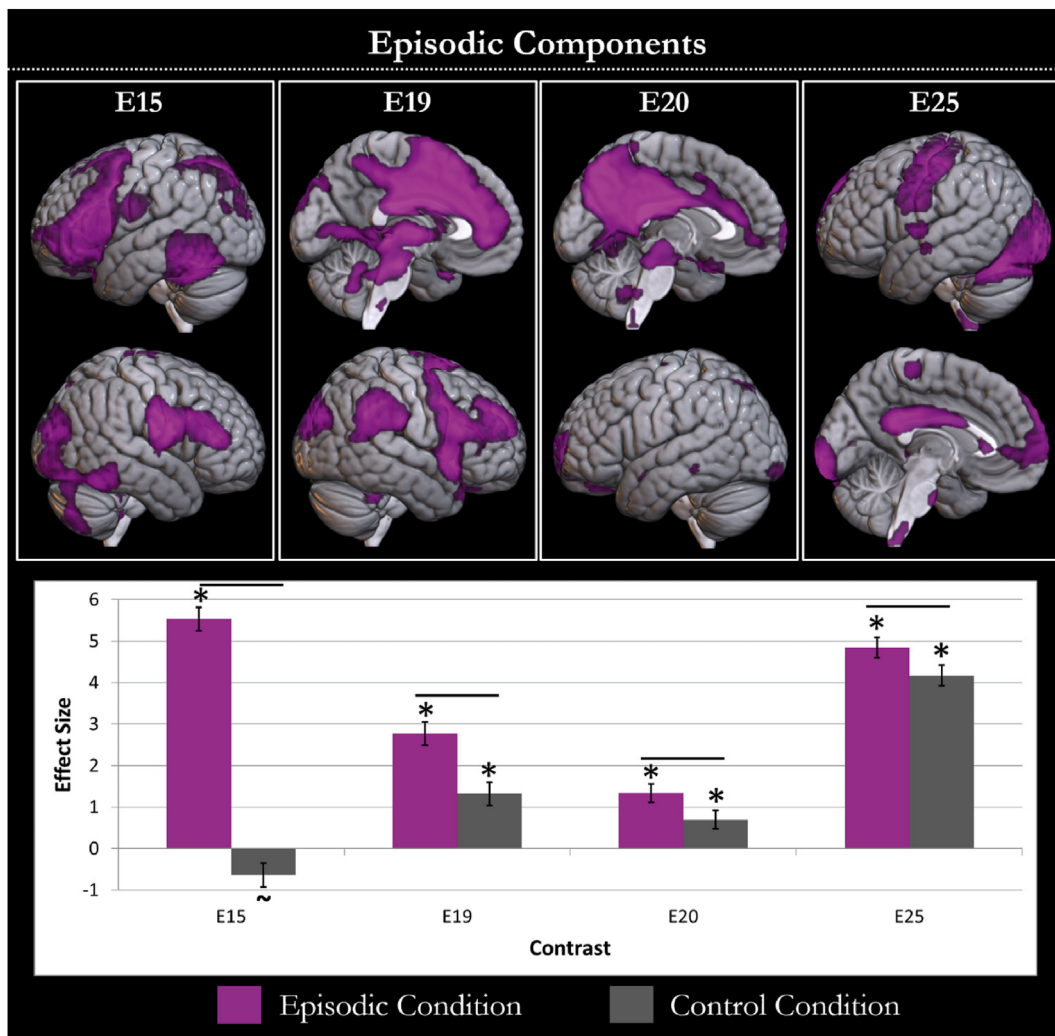 Episodic Components
E15 E19 E20 E25
* * * * * * *
~
6
5
4
3
2
1
0
-1
Effect Size
E15 E19 E20 E25
Contrast
Episodic Condition Control Condition